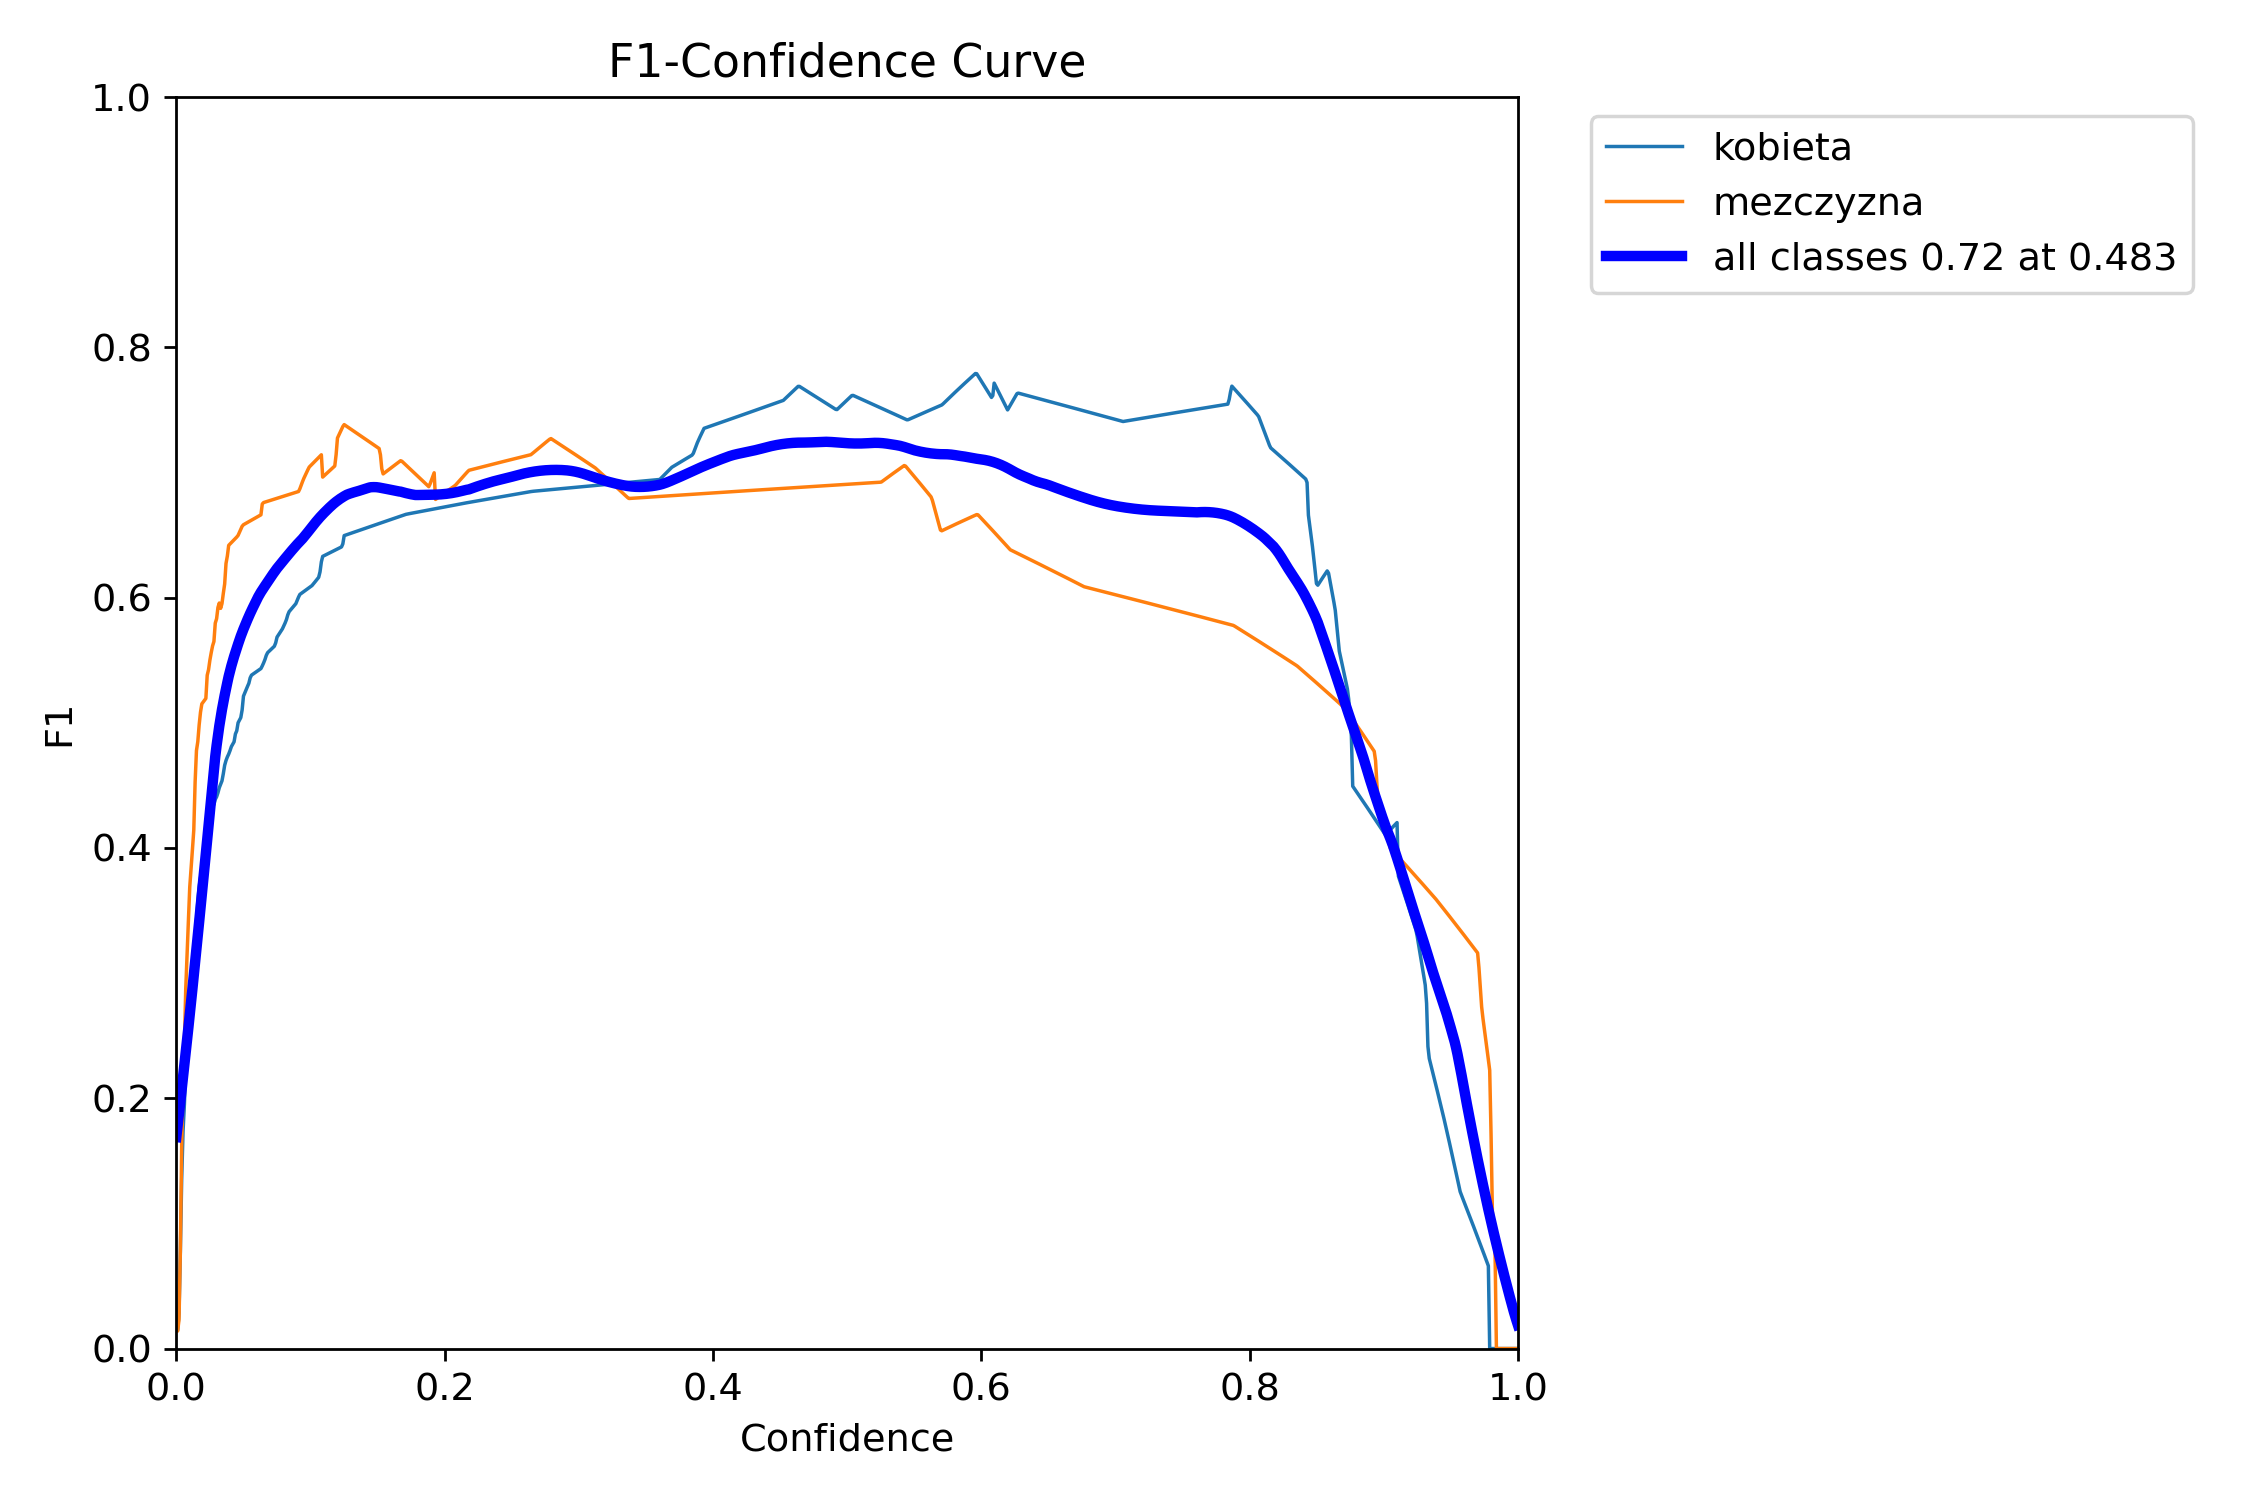 F1-Confidence Curve
1.0
0.8
0.6
0.4
0.2
0.0
F1
0.0 0.2 0.4 0.6 0.8 1.0
Confidence
kobieta
mezczyzna
all classes 0.72 at 0.483